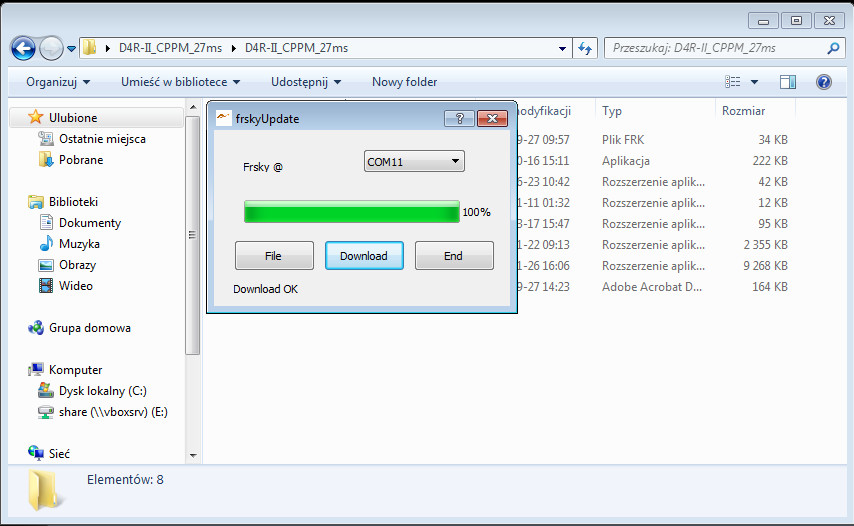 D4R-II_CPPM_27ms D4R-II_CPPM_27ms
Przeszukaj: D4R-II_CPPM_27ms
Organizuj Umieść w bibliotece Udostępnij Nowy folder
Ulubione
Ostatnie miejsca
Pobrane
Biblioteki
Dokumenty
Muzyka
Obrazy
Wideo
Grupa domowa
Komputer
Dysk lokalny (C:)
share (\\vboxsrv) (E:)
Sieć
frskyUpdate
Frsky @ COM11
100%
File Download End
Download OK
modyfikacji Typ Rozmiar
9-27 09:57 Plik FRK 34 KB
0-16 15:11 Aplikacja 222 KB
6-23 10:42 Rozszerzenie aplik... 42 KB
1-11 01:32 Rozszerzenie aplik... 12 KB
3-17 15:47 Rozszerzenie aplik... 95 KB
1-22 09:13 Rozszerzenie aplik... 2 355 KB
1-26 16:06 Rozszerzenie aplik... 9 268 KB
9-27 14:23 Adobe Acrobat D... 164 KB
Elementów: 8